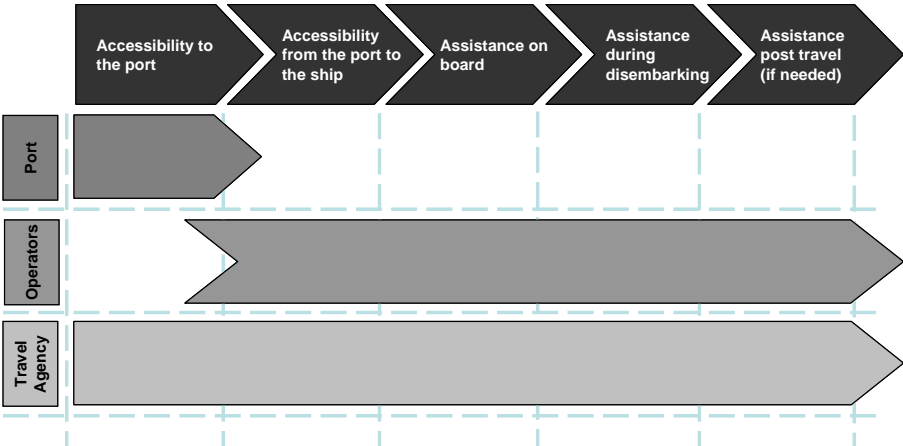 Accessibility to
the port
Accessibility
from the port to
the ship
Assistance on
board
Assistance
during
disembarking
Assistance
post travel
(if needed)
Port
Operators
Travel
Agency